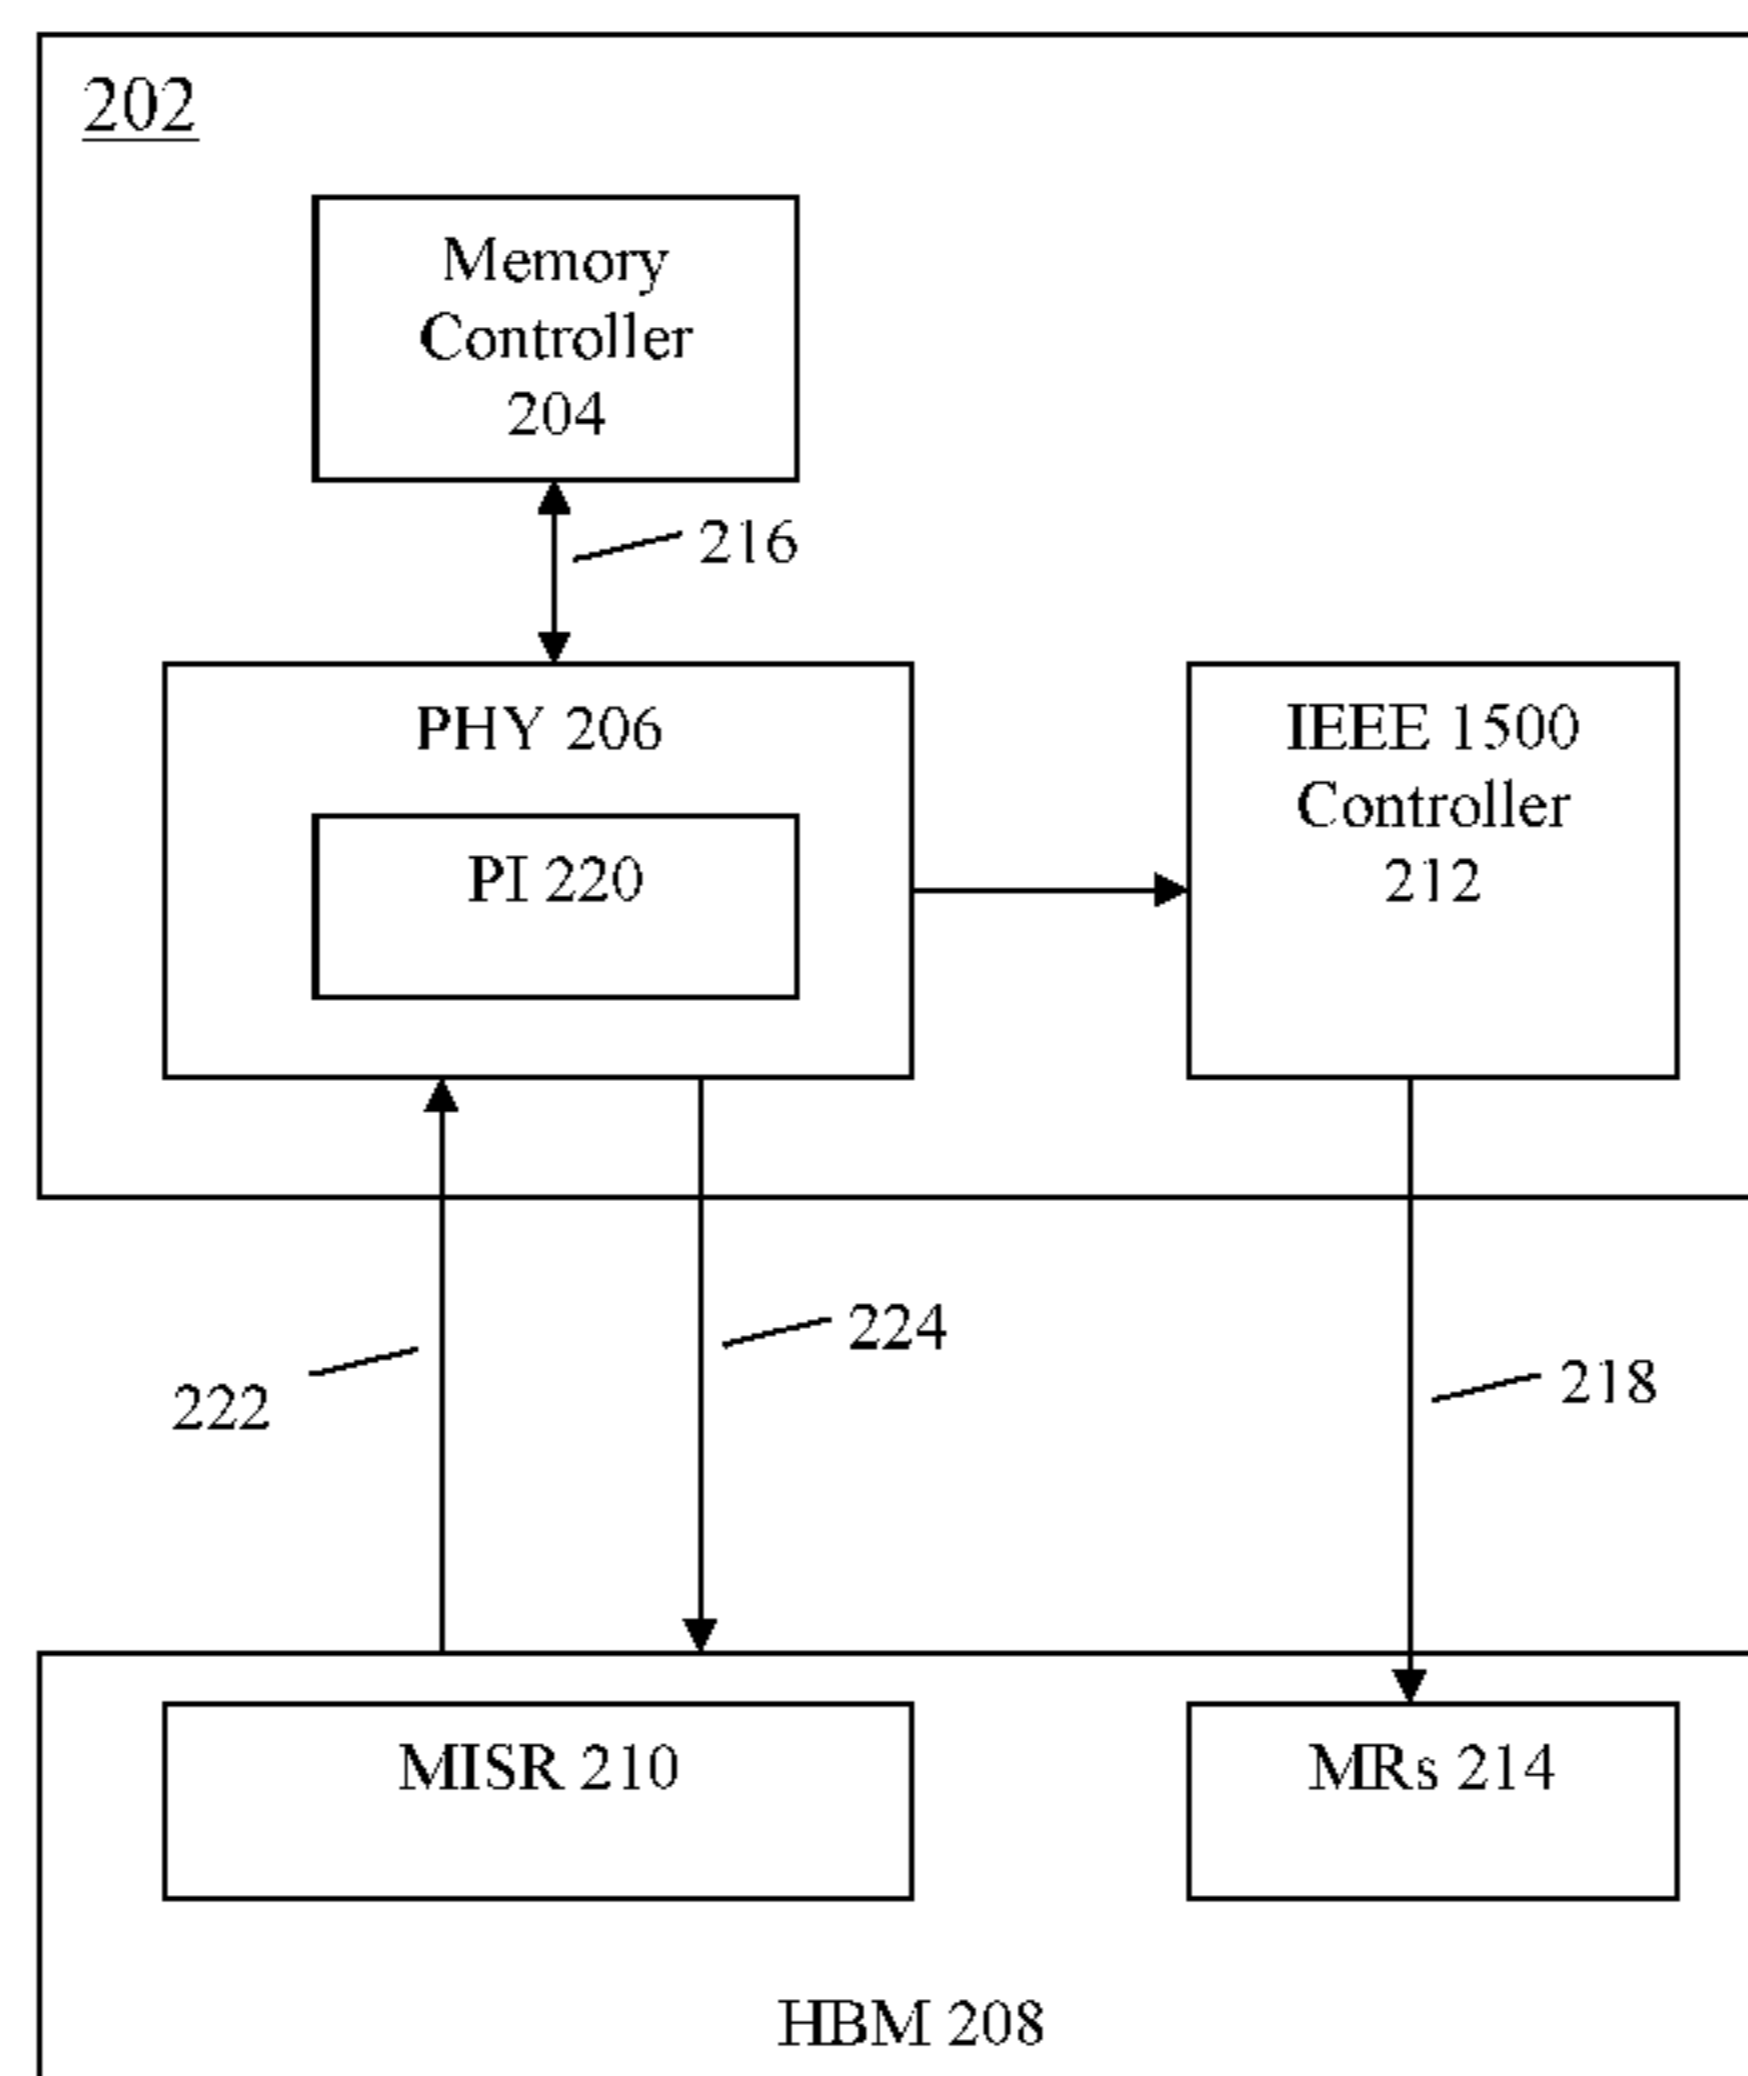 202
Memory
Controller
204
216
PHY 206
PI 220
IEEE 1500
Controller
212
222
224
218
MISR 210
MRs 214
HBM 208